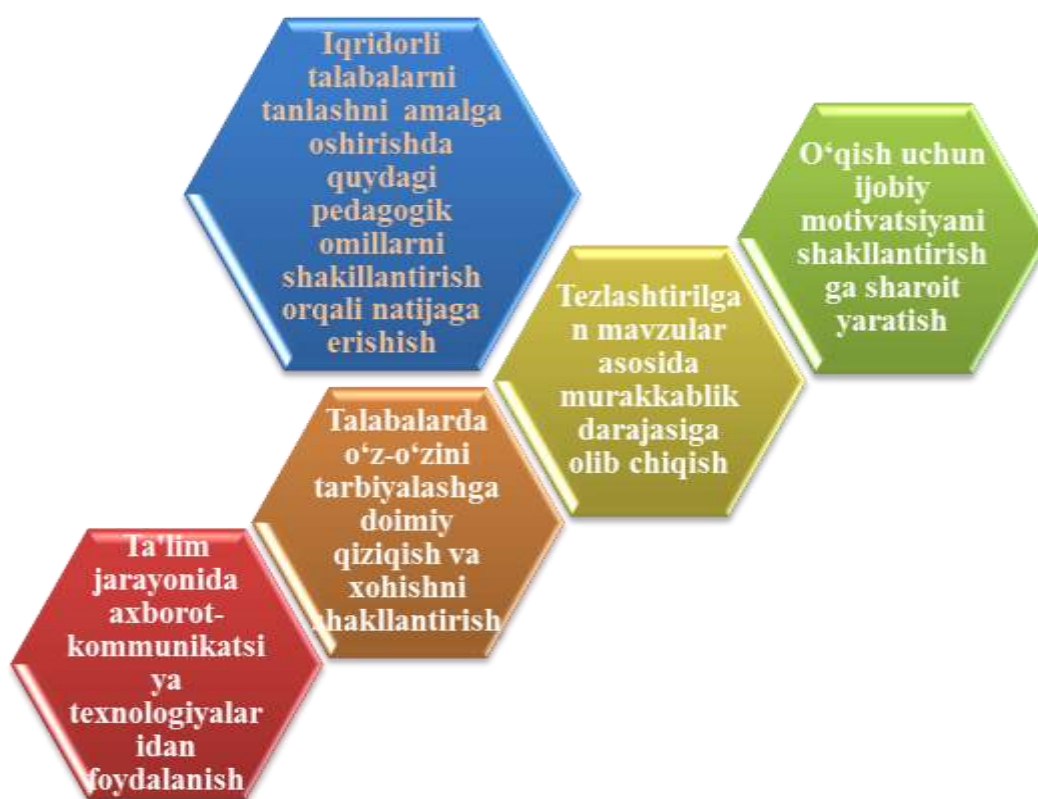 Iqridorli
talabalarni
tanlashni amalga
oshirishda
quydagi
pedagogik
omillarni
shakillantirish
orqali natijaga
erishish
O‘qish uchun
ijobiy
motivatsiyani
shakllantirish
ga sharoit
yaratish
Tezlashtirilga
n mavzular
asosida
murakkablik
darajasiga
olib chiqish
Talabalarda
o‘z-o‘zini
tarbiyalashga
doimiy
qiziqish va
xohishni
shakllantirish
Ta'lim
jarayonida
axborot-
kommunikatsi
ya
texnologiyalar
idan
foydalanish